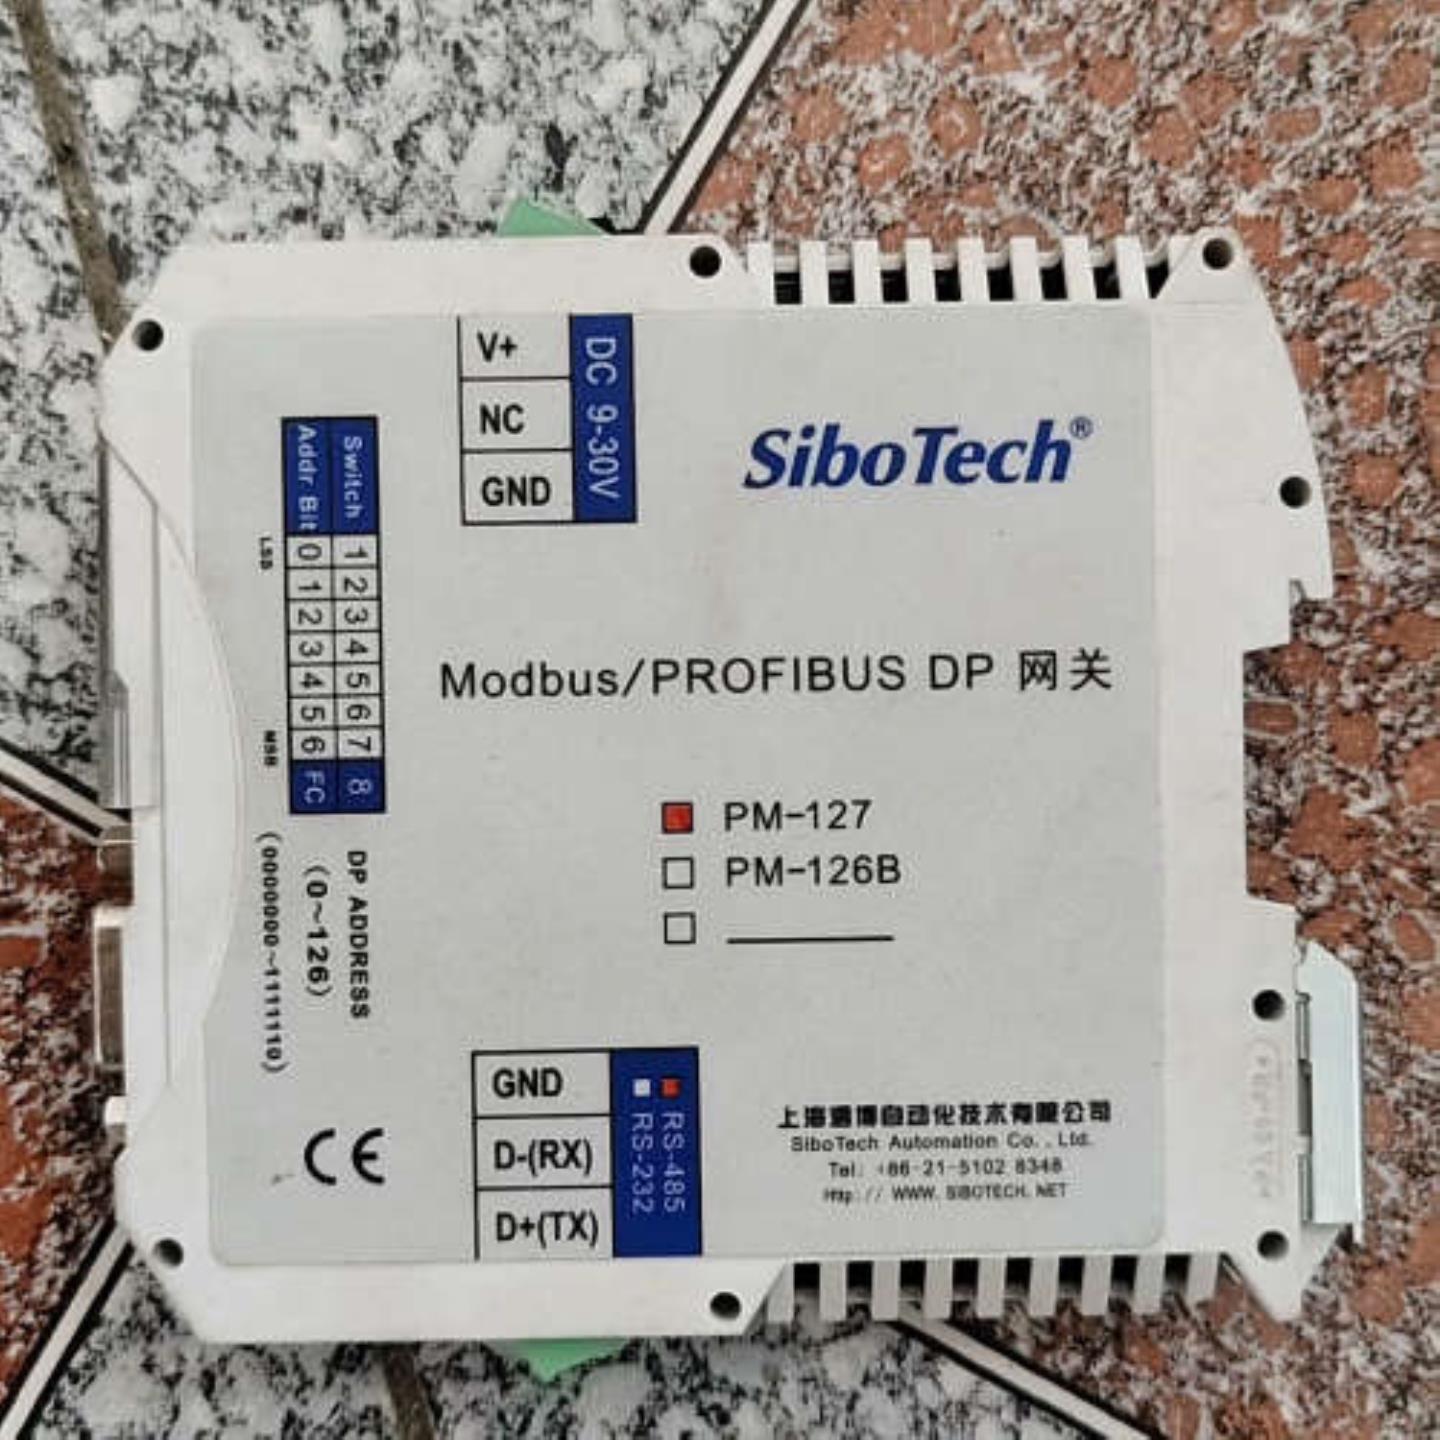 V+
NC
GND
DC 9-30V
SiboTech®
Switch 1 2 3 4 5 6 7 8
Addr Bit 0 1 2 3 4 5 6 FC
LSB
MSB
DP ADDRESS
(0~126)
(0000000~1111110)
Modbus/PROFIBUS DP 网关
PM-127
PM-126B
GND
D-(RX)
D+(TX)
RS-485
RS-232
CE
上海泗博自动化技术有限公司
SiboTech Automation Co., Ltd.
Tel: +86-21-5102 8348
Http:// WWW.SIBOTECH.NET